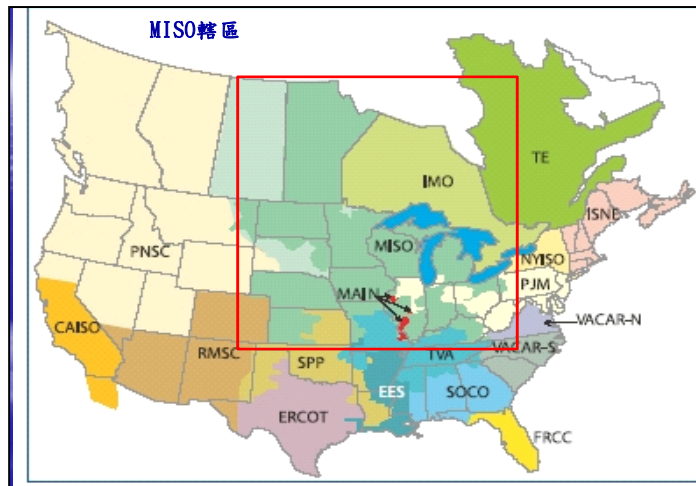 MISO轄區
TE
IMO
ISNE
MISO
PNSC
NYISO
PJM
MAIN
CAISO
VACAR-N
RMSC
TVA
VACAR-S
SPP
EES
SOCO
ERCOT
FRCC